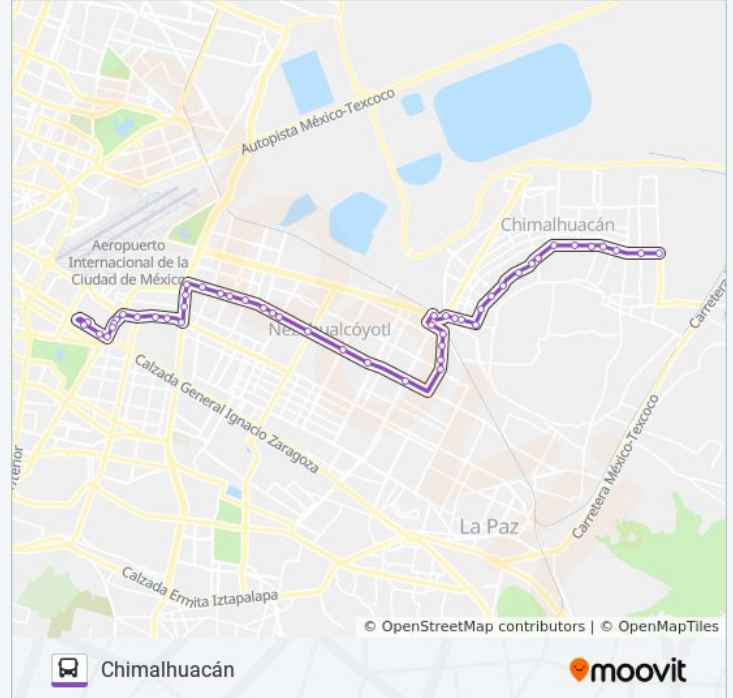 Autopista México-Texcoco
Chimalhuacán
Aeropuerto
Internacional de la
Ciudad de México
Nezahualcóyotl
Calzada General Ignacio Zaragoza
Carretera México-Texcoco
La Paz
Calzada Ermita Iztapalapa
© OpenStreetMap contributors | © OpenMapTiles
Chimalhuacán
moovit